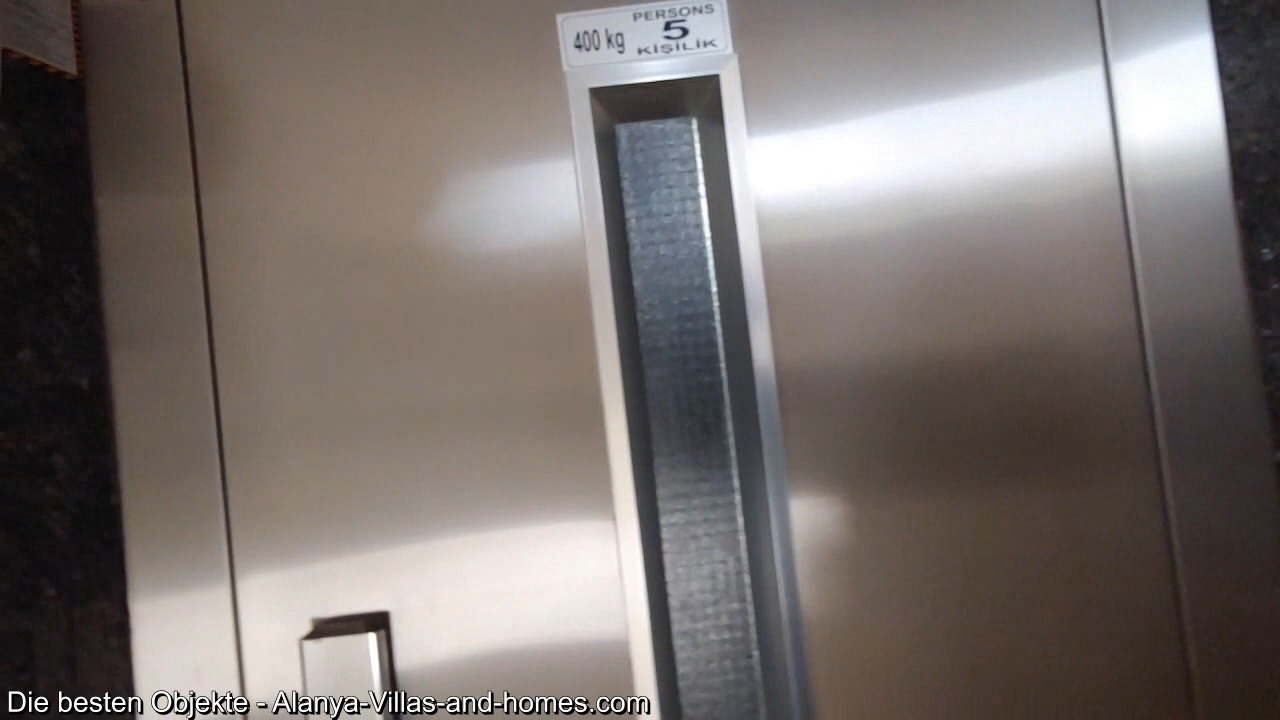 400 kg
PERSONS
5
KİŞİLİK
Die besten Objekte - Alanya-Villas-and-homes.com